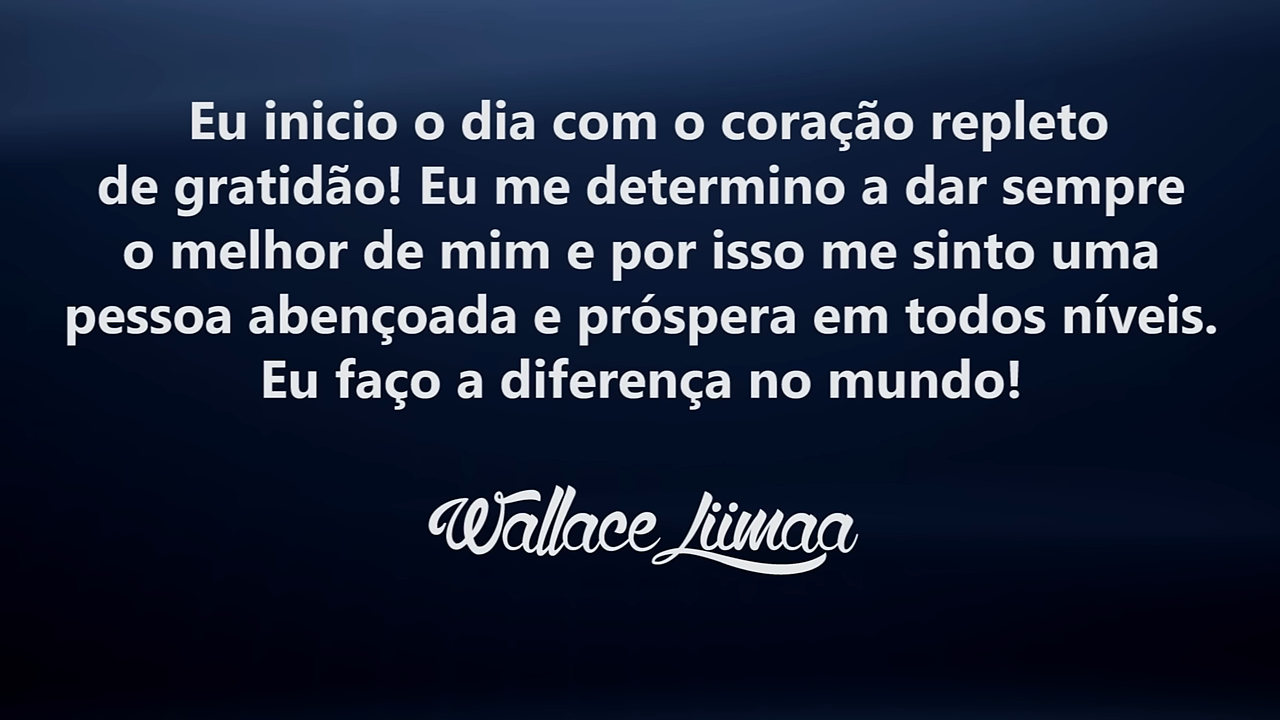 Eu inicio o dia com o coração repleto
de gratidão! Eu me determino a dar sempre
o melhor de mim e por isso me sinto uma
pessoa abençoada e próspera em todos níveis.
Eu faço a diferença no mundo!
Wallace Liimaa